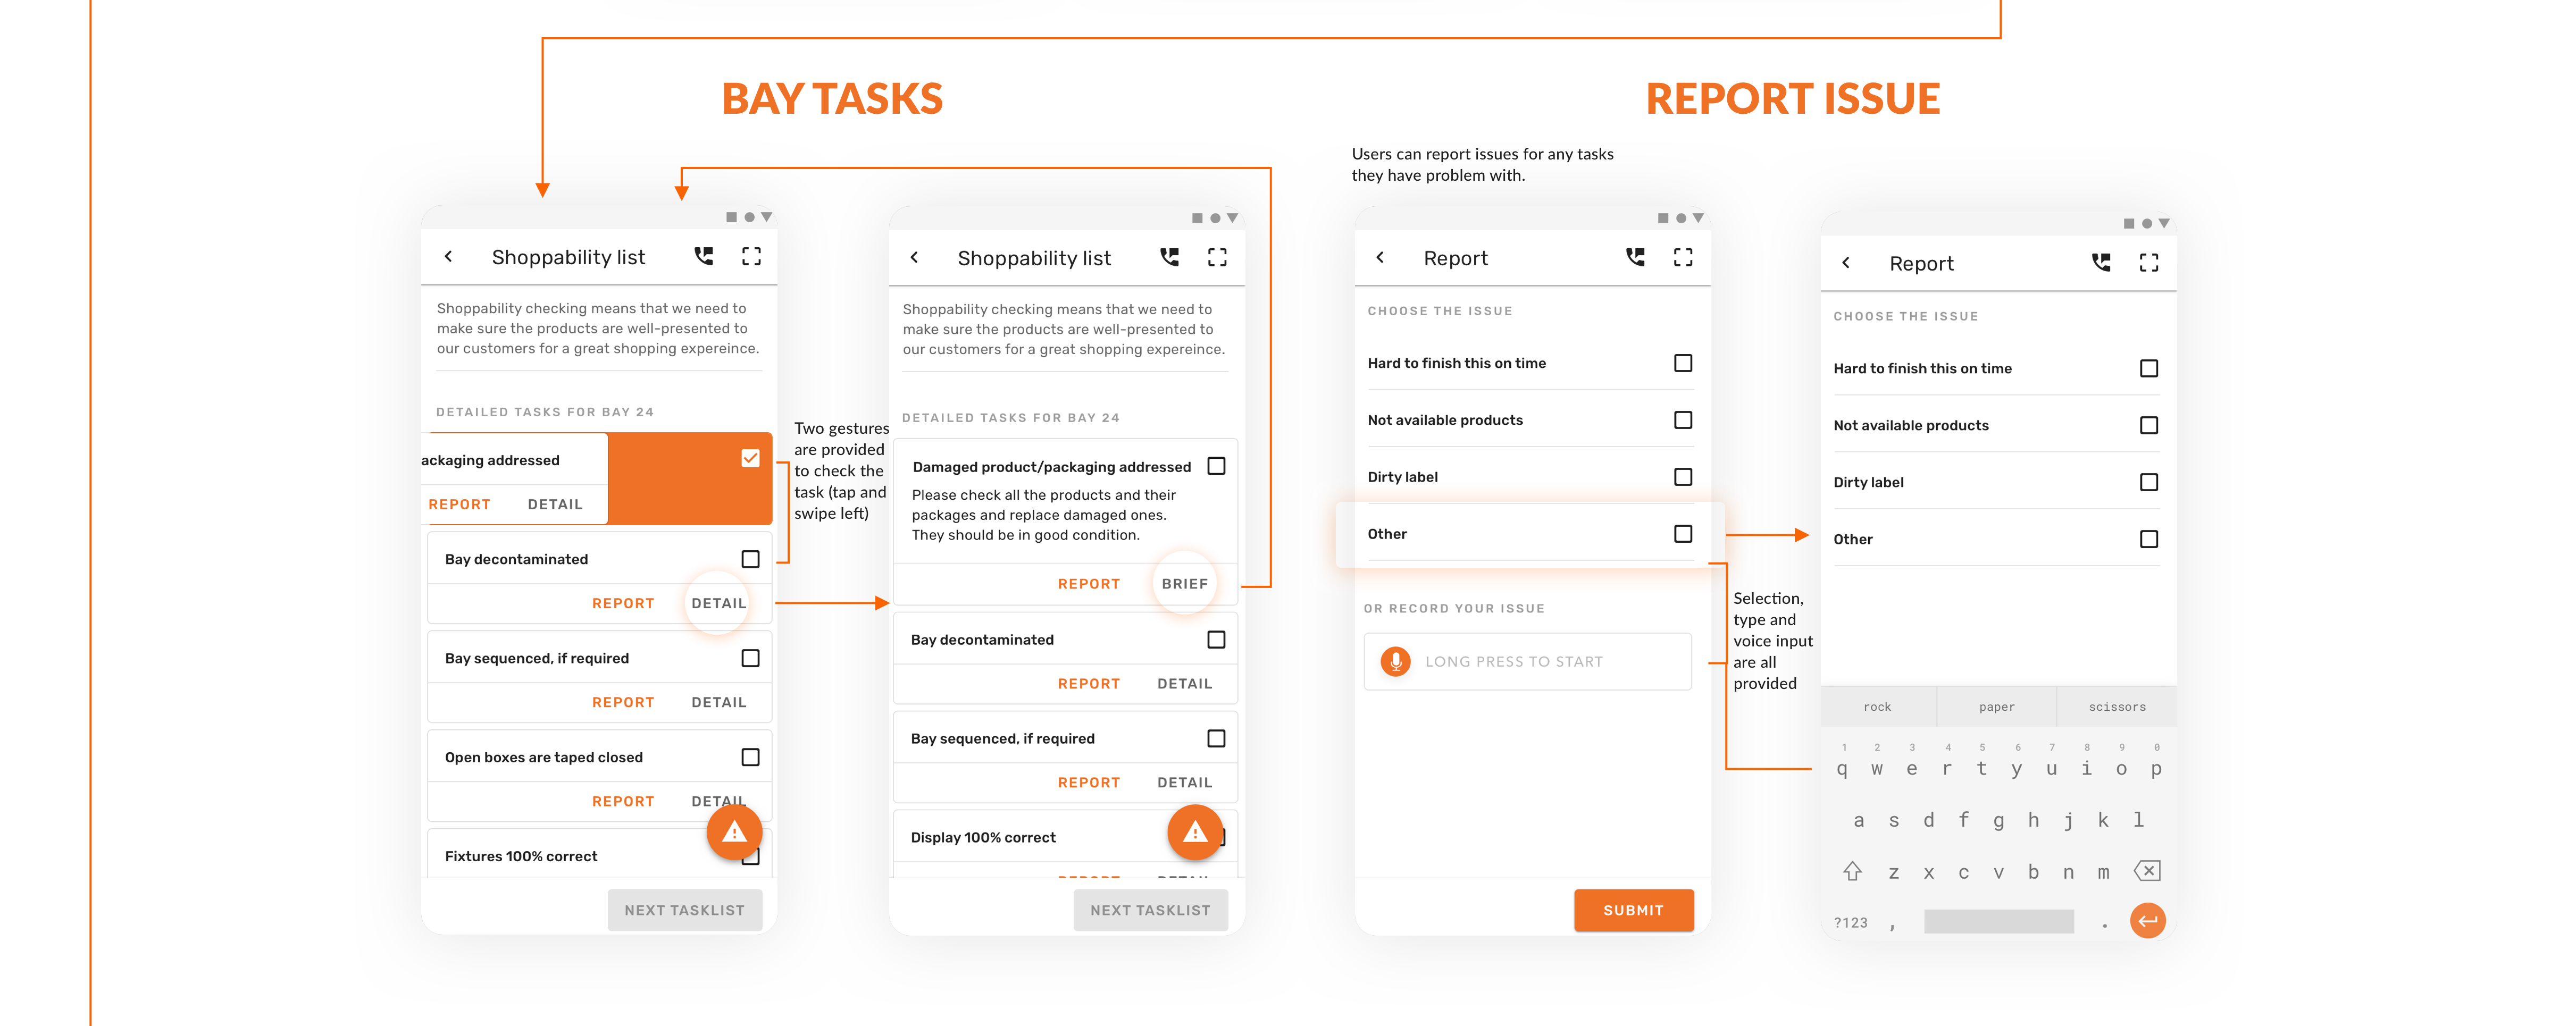 BAY TASKS
REPORT ISSUE
Users can report issues for any tasks
they have problem with.
Shoppability list
Shoppability checking means that we need to
make sure the products are well-presented to
our customers for a great shopping expereince.
DETAILED TASKS FOR BAY 24
ackaging addressed
REPORT DETAIL
Bay decontaminated
REPORT DETAIL
Bay sequenced, if required
REPORT DETAIL
Open boxes are taped closed
REPORT DETAIL
Fixtures 100% correct
NEXT TASKLIST
Two gestures
are provided
to check the
task (tap and
swipe left)
Shoppability list
Shoppability checking means that we need to
make sure the products are well-presented to
our customers for a great shopping expereince.
DETAILED TASKS FOR BAY 24
Damaged product/packaging addressed
Please check all the products and their
packages and replace damaged ones.
They should be in good condition.
REPORT BRIEF
Bay decontaminated
REPORT DETAIL
Bay sequenced, if required
REPORT DETAIL
Display 100% correct
REPORT DETAIL
NEXT TASKLIST
Report
CHOOSE THE ISSUE
Hard to finish this on time
Not available products
Dirty label
Other
OR RECORD YOUR ISSUE
LONG PRESS TO START
SUBMIT
Selection,
type and
voice input
are all
provided
Report
CHOOSE THE ISSUE
Hard to finish this on time
Not available products
Dirty label
Other
rock paper scissors
1 2 3 4 5 6 7 8 9 0
q w e r t y u i o p
a s d f g h j k l
z x c v b n m
?123 , .